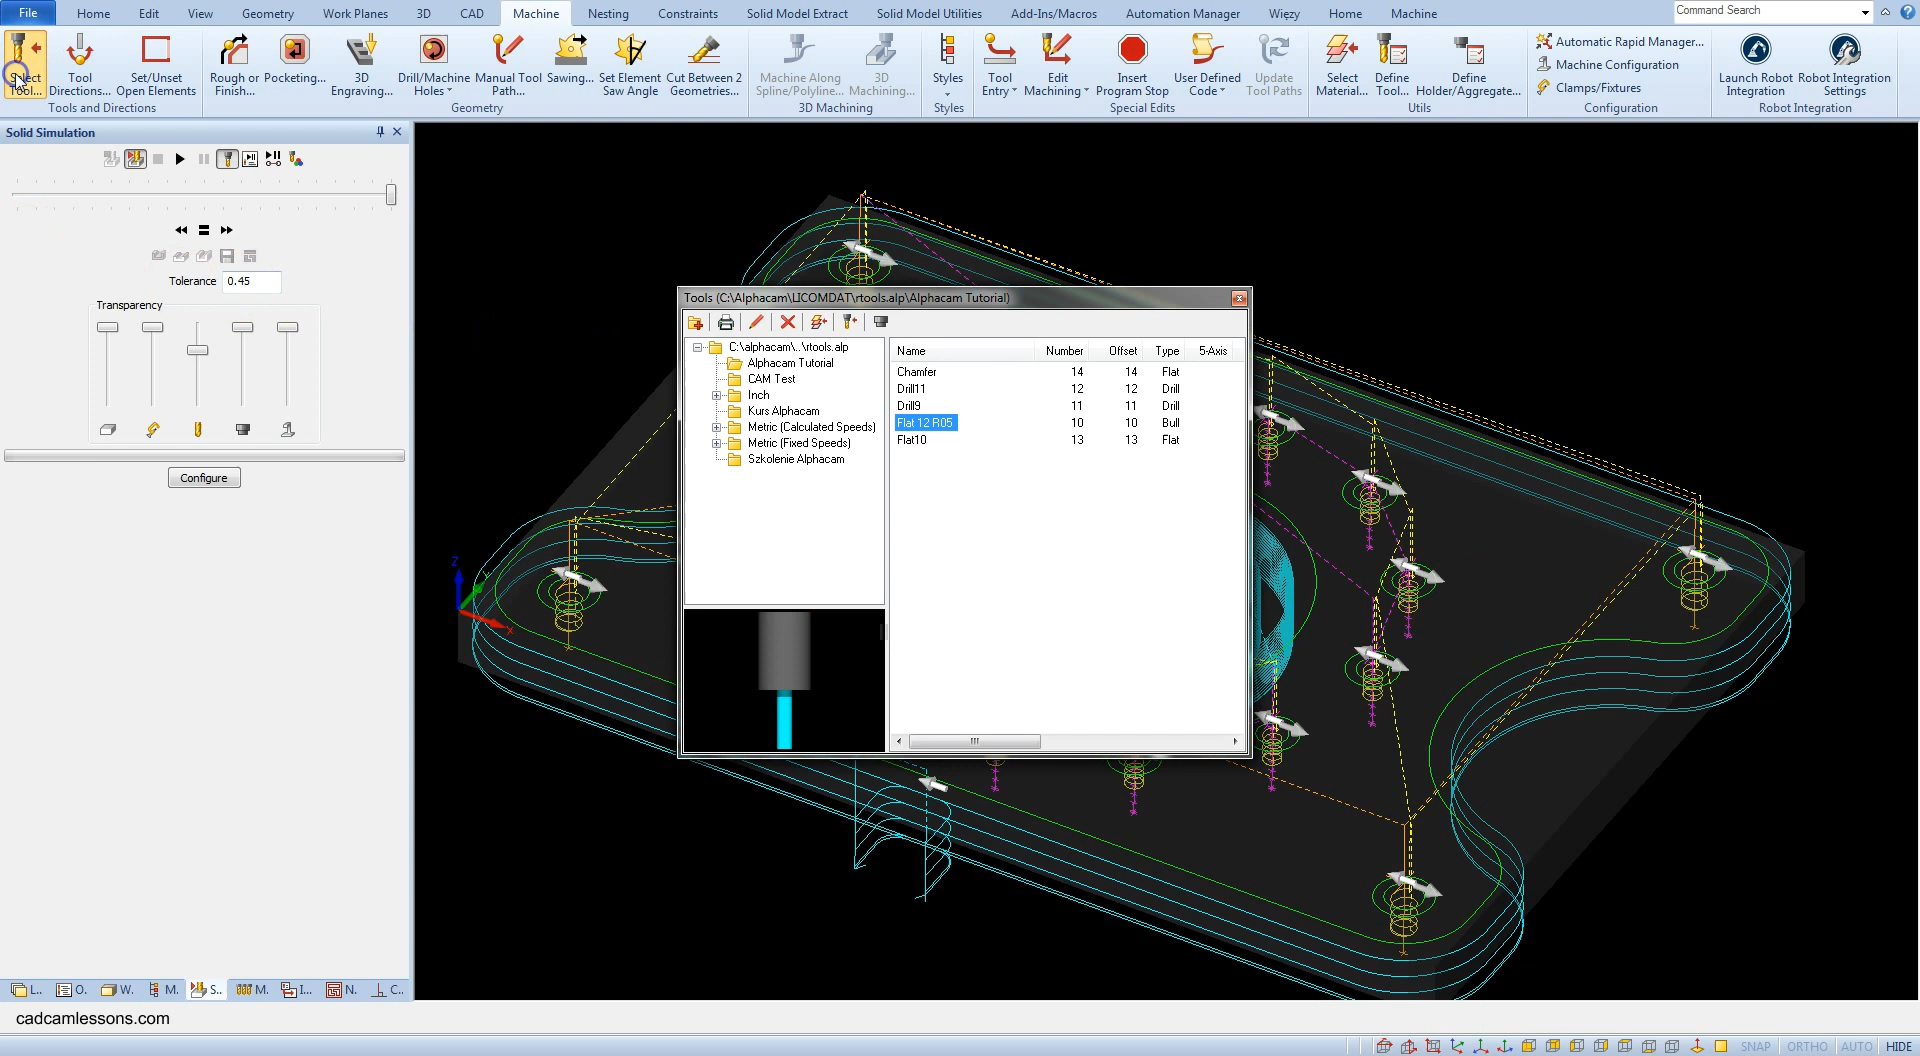 File Home Edit View Geometry Work Planes 3D CAD Machine Nesting Constraints Solid Model Extract Solid Model Utilities Add-Ins/Macros Automation Manager Więzy Home Machine Command Search
Select Tool...
Tool Directions...
Set/Unset Open Elements
Rough or Finish...
Pocketing...
3D Engraving...
Drill/Machine Holes
Manual Tool Path...
Sawing...
Set Element Saw Angle
Cut Between 2 Geometries...
Machine Along Spline/Polyline...
3D Machining...
Styles
Tool Entry
Edit Machining
Insert Program Stop
User Defined Code
Update Tool Paths
Select Material...
Define Tool...
Define Holder/Aggregate...
Automatic Rapid Manager...
Machine Configuration
Clamps/Fixtures
Launch Robot Integration
Robot Integration Settings
Tools and Directions Geometry 3D Machining Styles Special Edits Utils Configuration Robot Integration
Solid Simulation
Tolerance 0.45
Transparency
Configure
Tools (C:\Alphacam\LICOMDAT\rtools.alp\Alphacam Tutorial)
C:\alphacam\..\rtools.alp
Alphacam Tutorial
CAM Test
Inch
Kurs Alphacam
Metric (Calculated Speeds)
Metric (Fixed Speeds)
Szkolenie Alphacam
Name Number Offset Type 5-Axis
Chamfer 14 14 Flat
Drill11 12 12 Drill
Drill9 11 11 Drill
Flat 12 R05 10 10 Bull
Flat10 13 13 Flat
Z
Y
X
L.. O. W. M. S.. M. I... N. C..
cadcamlessons.com
SNAP ORTHO AUTO HIDE